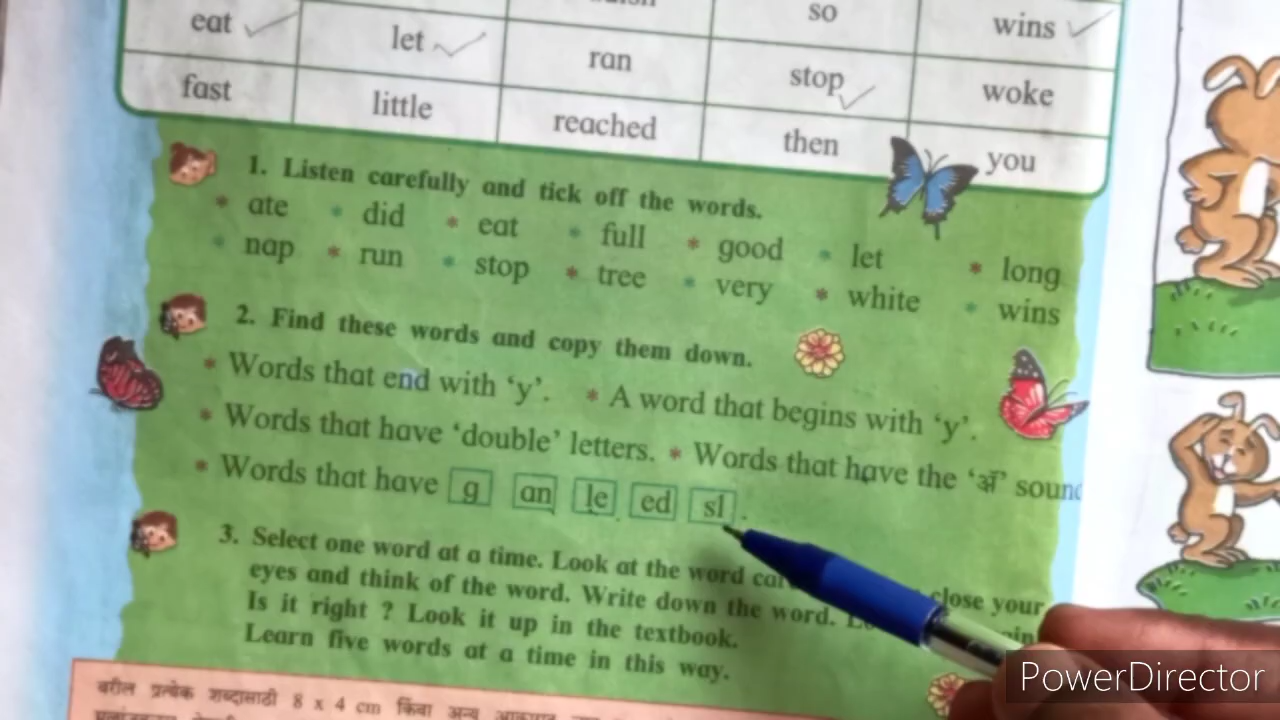 eat so wins
let ran stop woke
fast little reached then you
1. Listen carefully and tick off the words.
* ate * did * eat * full * good * let * long
* nap * run * stop * tree * very * white * wins
2. Find these words and copy them down.
* Words that end with ‘y’. * A word that begins with ‘y’.
* Words that have ‘double’ letters. * Words that have the ‘ॲ’ sound
* Words that have g an le ed sl .
3. Select one word at a time. Look at the word close your
eyes and think of the word. Write down the word.
Is it right ? Look it up in the textbook.
Learn five words at a time in this way.
वरील प्रत्येक शब्दासाठी 8 x 4 cm किंवा अन्य
PowerDirector